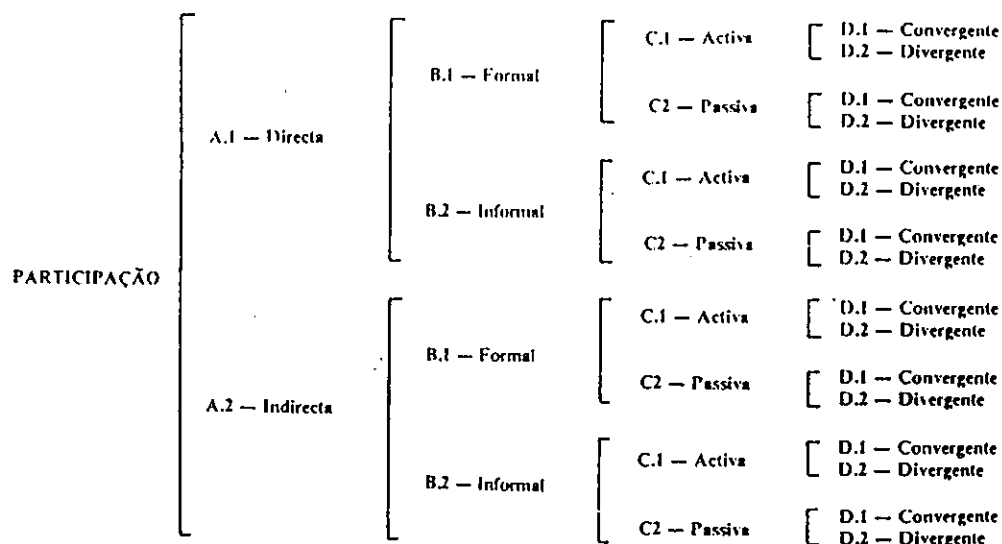 C.1 — Activa
D.1 — Convergente
D.2 — Divergente
B.1 — Formal
C2 — Passiva
D.1 — Convergente
D.2 — Divergente
A.1 — Directa
C.1 — Activa
D.1 — Convergente
D.2 — Divergente
B.2 — Informal
C2 — Passiva
D.1 — Convergente
D.2 — Divergente
PARTICIPAÇÃO
C.1 — Activa
D.1 — Convergente
D.2 — Divergente
B.1 — Formal
C2 — Passiva
D.1 — Convergente
D.2 — Divergente
A.2 — Indirecta
C.1 — Activa
D.1 — Convergente
D.2 — Divergente
B.2 — Informal
C2 — Passiva
D.1 — Convergente
D.2 — Divergente